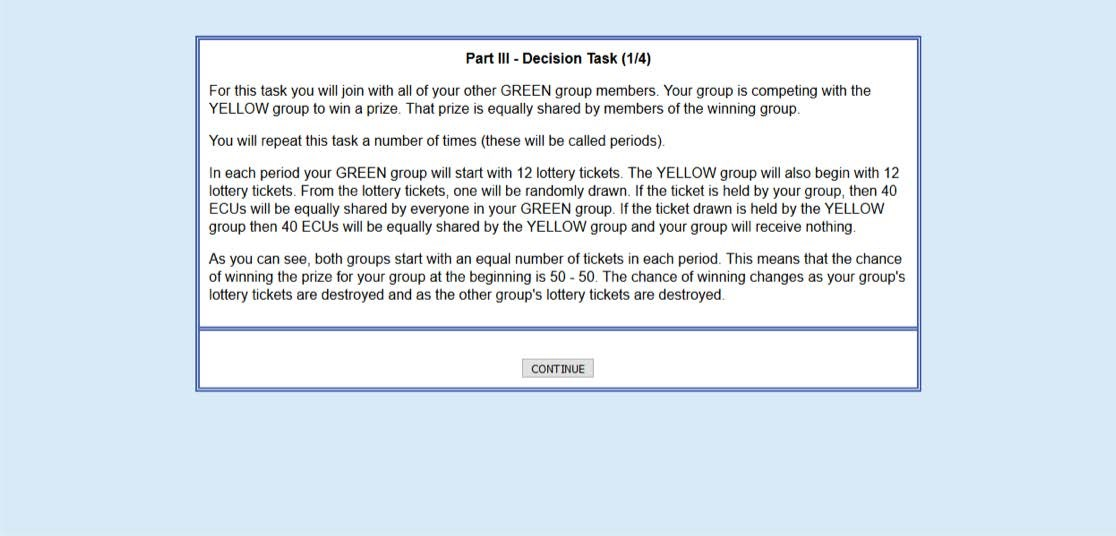 Part III - Decision Task (1/4)
For this task you will join with all of your other GREEN group members. Your group is competing with the
YELLOW group to win a prize. That prize is equally shared by members of the winning group.
You will repeat this task a number of times (these will be called periods).
In each period your GREEN group will start with 12 lottery tickets. The YELLOW group will also begin with 12
lottery tickets. From the lottery tickets, one will be randomly drawn. If the ticket is held by your group, then 40
ECUs will be equally shared by everyone in your GREEN group. If the ticket drawn is held by the YELLOW
group then 40 ECUs will be equally shared by the YELLOW group and your group will receive nothing.
As you can see, both groups start with an equal number of tickets in each period. This means that the chance
of winning the prize for your group at the beginning is 50 - 50. The chance of winning changes as your group's
lottery tickets are destroyed and as the other group's lottery tickets are destroyed.
CONTINUE